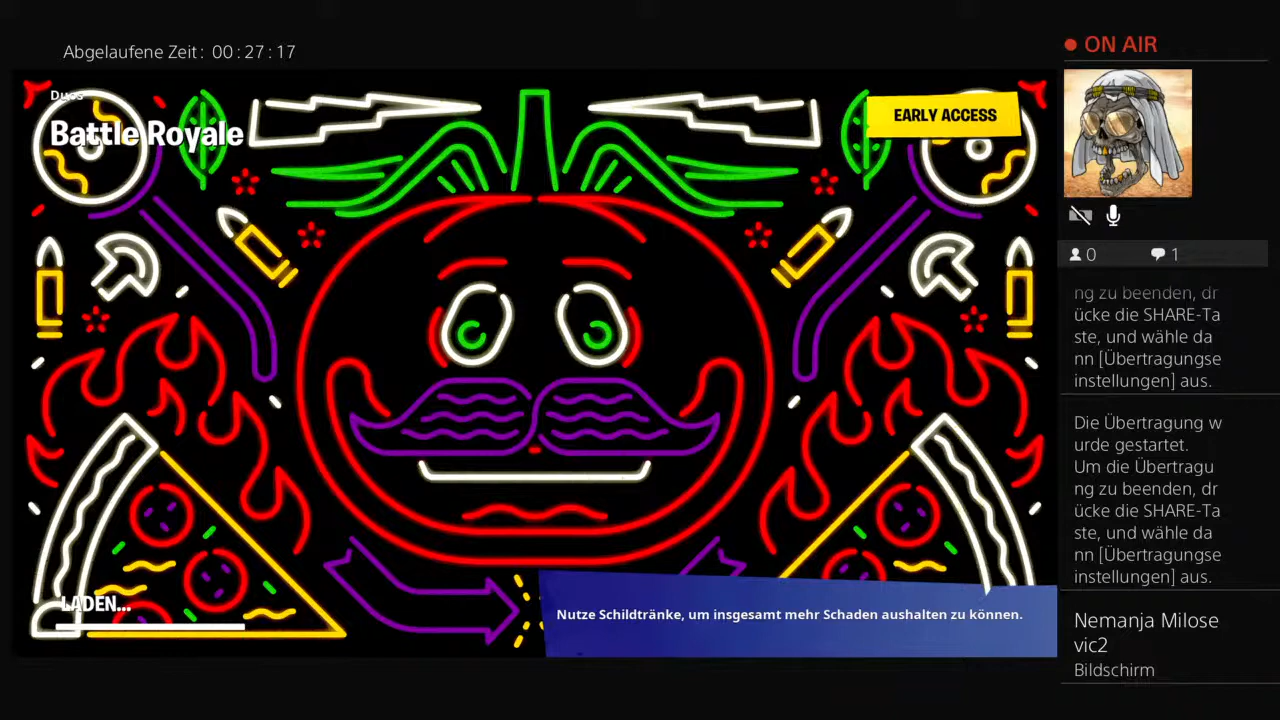 Abgelaufene Zeit: 00:27:17
Duos
Battle Royale
EARLY ACCESS
LADEN...
Nutze Schildtränke, um insgesamt mehr Schaden aushalten zu können.
ON AIR
0
1
ng zu beenden, dr
ücke die SHARE-Ta
ste, und wähle da
nn [Übertragungse
instellungen] aus.
Die Übertragung w
urde gestartet.
Um die Übertragu
ng zu beenden, dr
ücke die SHARE-Ta
ste, und wähle da
nn [Übertragungse
instellungen] aus.
Nemanja Milose
vic2
Bildschirm